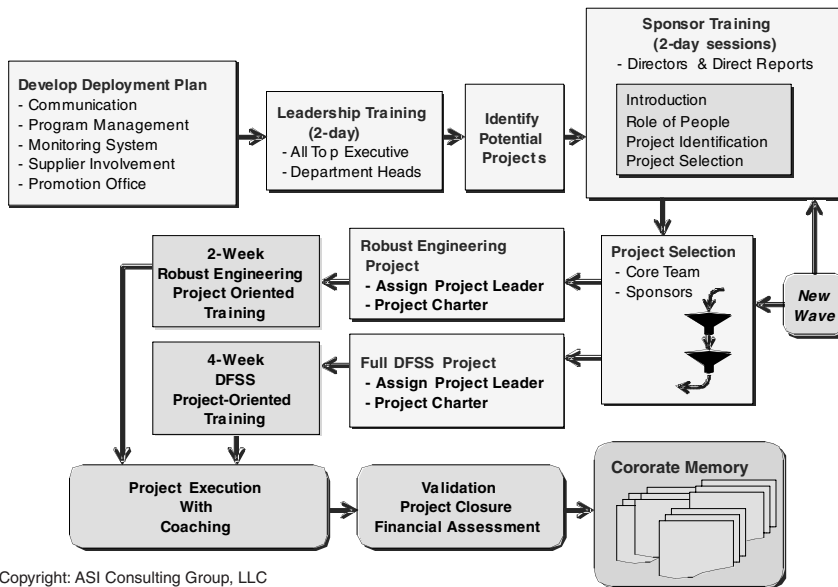 Develop Deployment Plan
- Communication
- Program Management
- Monitoring System
- Supplier Involvement
- Promotion Office
Leadership Training
(2-day)
- All Top Executive
- Department Heads
Identify
Potential
Projects
Sponsor Training
(2-day sessions)
- Directors & Direct Reports
Introduction
Role of People
Project Identification
Project Selection
2-Week
Robust Engineering
Project Oriented
Training
Robust Engineering
Project
- Assign Project Leader
- Project Charter
Project Selection
- Core Team
- Sponsors
New
Wave
4-Week
DFSS
Project-Oriented
Training
Full DFSS Project
- Assign Project Leader
- Project Charter
Project Execution
With
Coaching
Validation
Project Closure
Financial Assessment
Cororate Memory
Copyright: ASI Consulting Group, LLC